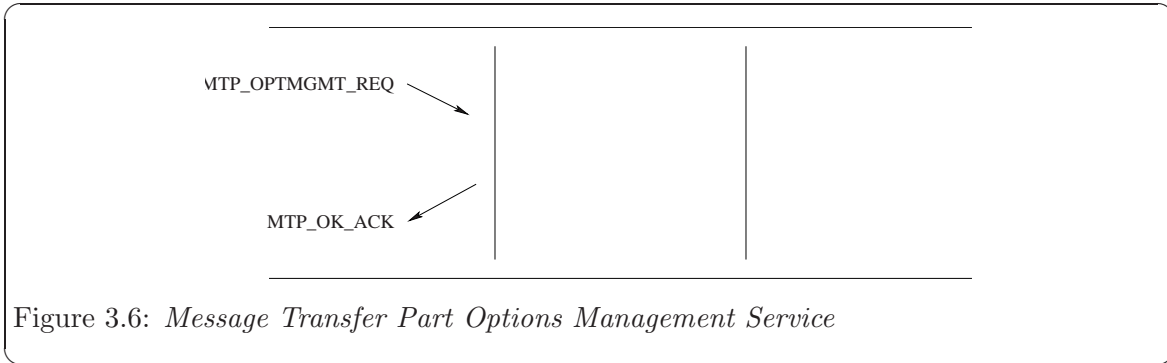 MTP_OPTMGMT_REQ
MTP_OK_ACK
Figure 3.6: Message Transfer Part Options Management Service